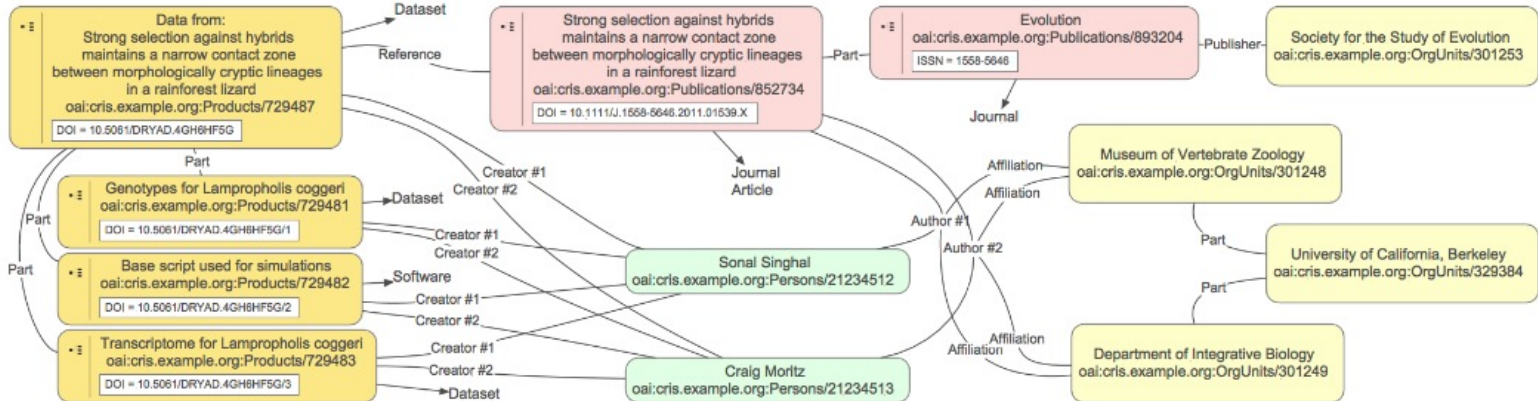 Data from:
Strong selection against hybrids
maintains a narrow contact zone
between morphologically cryptic lineages
in a rainforest lizard
oai:cris.example.org:Products/729487
DOI = 10.5061/DRYAD.4GH6HF5G
Dataset
Reference
Strong selection against hybrids
maintains a narrow contact zone
between morphologically cryptic lineages
in a rainforest lizard
oai:cris.example.org:Publications/852734
DOI = 10.1111/J.1558-5646.2011.01539.X
Part
Evolution
oai:cris.example.org:Publications/893204
ISSN = 1558-5646
Publisher
Society for the Study of Evolution
oai:cris.example.org:OrgUnits/301253
Journal
Journal
Article
Part
Part
Part
Genotypes for Lampropholis coggeri
oai:cris.example.org:Products/729481
DOI = 10.5061/DRYAD.4GH6HF5G/1
Dataset
Creator #1
Creator #2
Creator #1
Creator #2
Base script used for simulations
oai:cris.example.org:Products/729482
DOI = 10.5061/DRYAD.4GH6HF5G/2
Software
Creator #1
Creator #2
Transcriptome for Lampropholis coggeri
oai:cris.example.org:Products/729483
DOI = 10.5061/DRYAD.4GH6HF5G/3
Creator #1
Creator #2
Dataset
Sonal Singhal
oai:cris.example.org:Persons/21234512
Craig Moritz
oai:cris.example.org:Persons/21234513
Author #1
Author #2
Affiliation
Affiliation
Affiliation
Affiliation
Museum of Vertebrate Zoology
oai:cris.example.org:OrgUnits/301248
Part
University of California, Berkeley
oai:cris.example.org:OrgUnits/329384
Part
Department of Integrative Biology
oai:cris.example.org:OrgUnits/301249